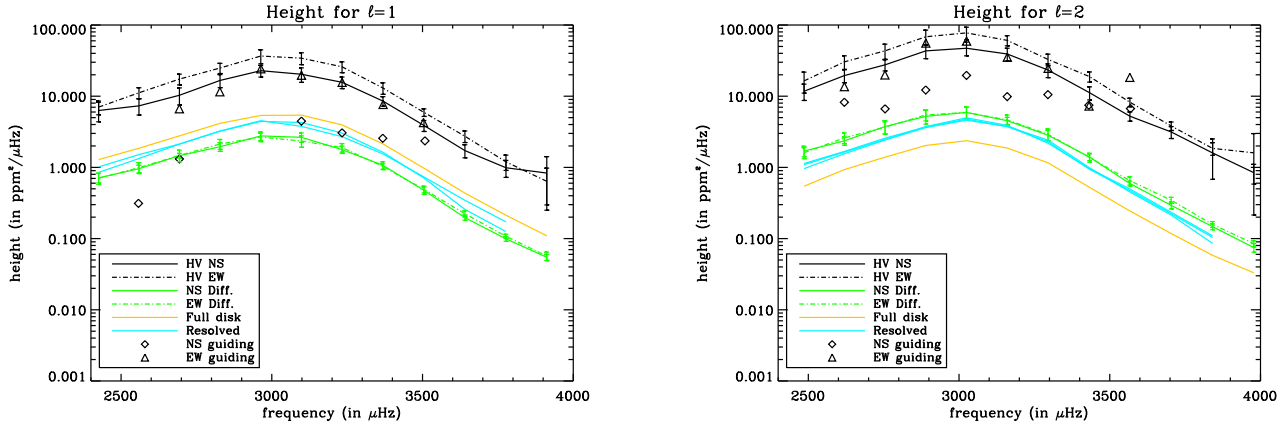 Height for ℓ=1
100.000
10.000
1.000
0.100
0.010
0.001
height (in ppm²/μHz)
HV NS
HV EW
NS Diff.
EW Diff.
Full disk
Resolved
NS guiding
EW guiding
2500
3000
3500
4000
frequency (in μHz)
Height for ℓ=2
100.000
10.000
1.000
0.100
0.010
0.001
height (in ppm²/μHz)
HV NS
HV EW
NS Diff.
EW Diff.
Full disk
Resolved
NS guiding
EW guiding
2500
3000
3500
4000
frequency (in μHz)